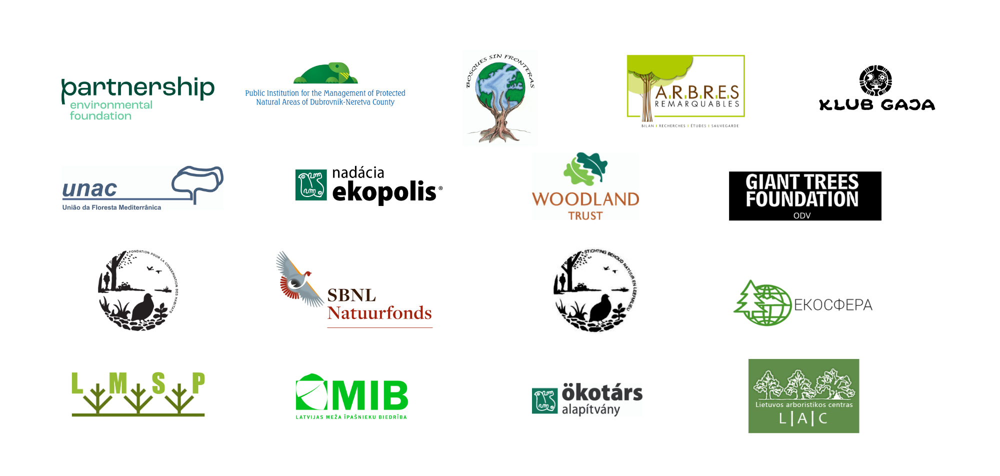 partnership
environmental
foundation
Public Institution for the Management of Protected
Natural Areas of Dubrovnik-Neretva County
BOSQUES SIN FRONTERAS
A.R.B.R.E.S
REMARQUABLES
BILAN I RECHERCHES I ÉTUDES I SAUVEGARDE
KLUB GAJA
unac
União da Floresta Mediterrânica
nadácia
ekopolis®
WOODLAND
TRUST
GIANT TREES
FOUNDATION
ODV
FONDATION POUR LA CONSERVATION DES HABITATS
SBNL
Natuurfonds
STICHTING BEHOUD NATUUR EN LEEFMILIEU
ЕКОСФЕРА
L M S P
MIB
LATVIJAS MEŽA ĪPAŠNIEKU BIEDRĪBA
ökotárs
alapítvány
Lietuvos arboristikos centras
L|A|C